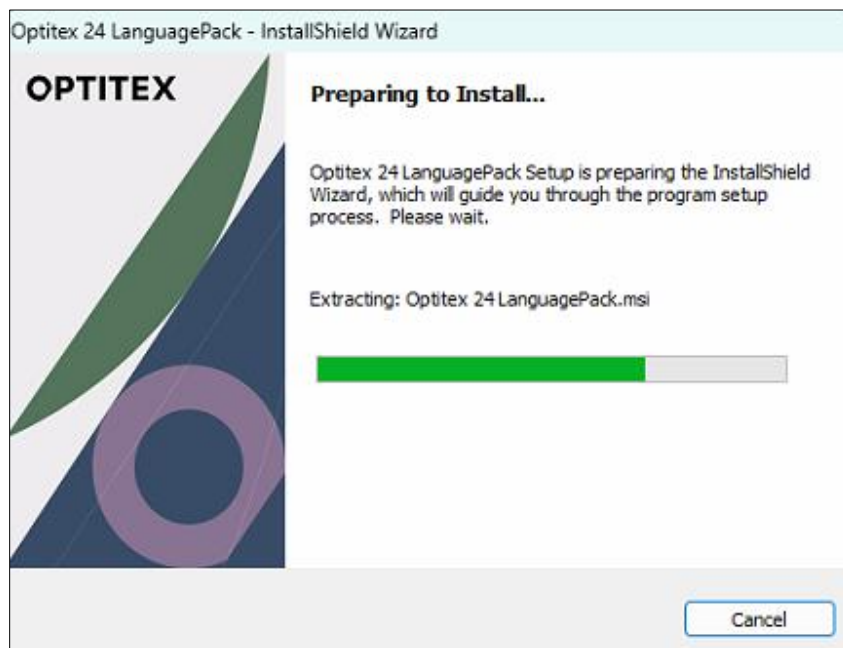 Optitex 24 LanguagePack - InstallShield Wizard
OPTITEX
Preparing to Install...
Optitex 24 LanguagePack Setup is preparing the InstallShield
Wizard, which will guide you through the program setup
process. Please wait.
Extracting: Optitex 24 LanguagePack.msi
Cancel